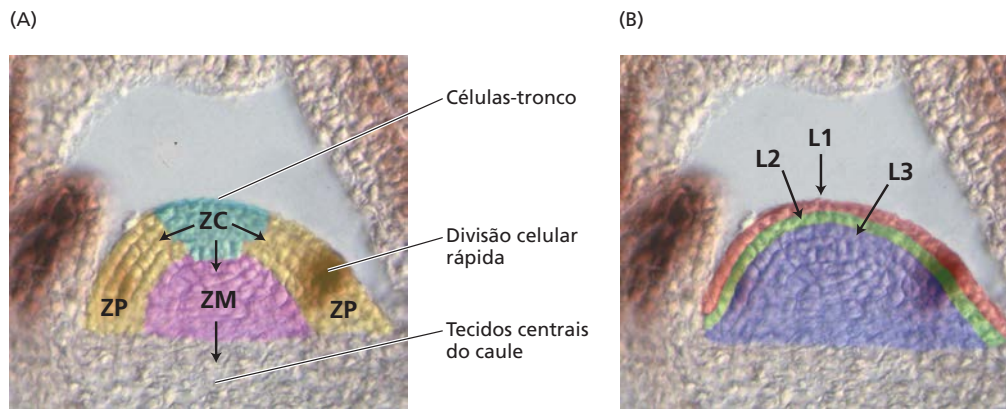 (A)
Células-tronco
ZC
Divisão celular
rápida
ZP
ZM
ZP
Tecidos centrais
do caule
(B)
L1
L2
L3